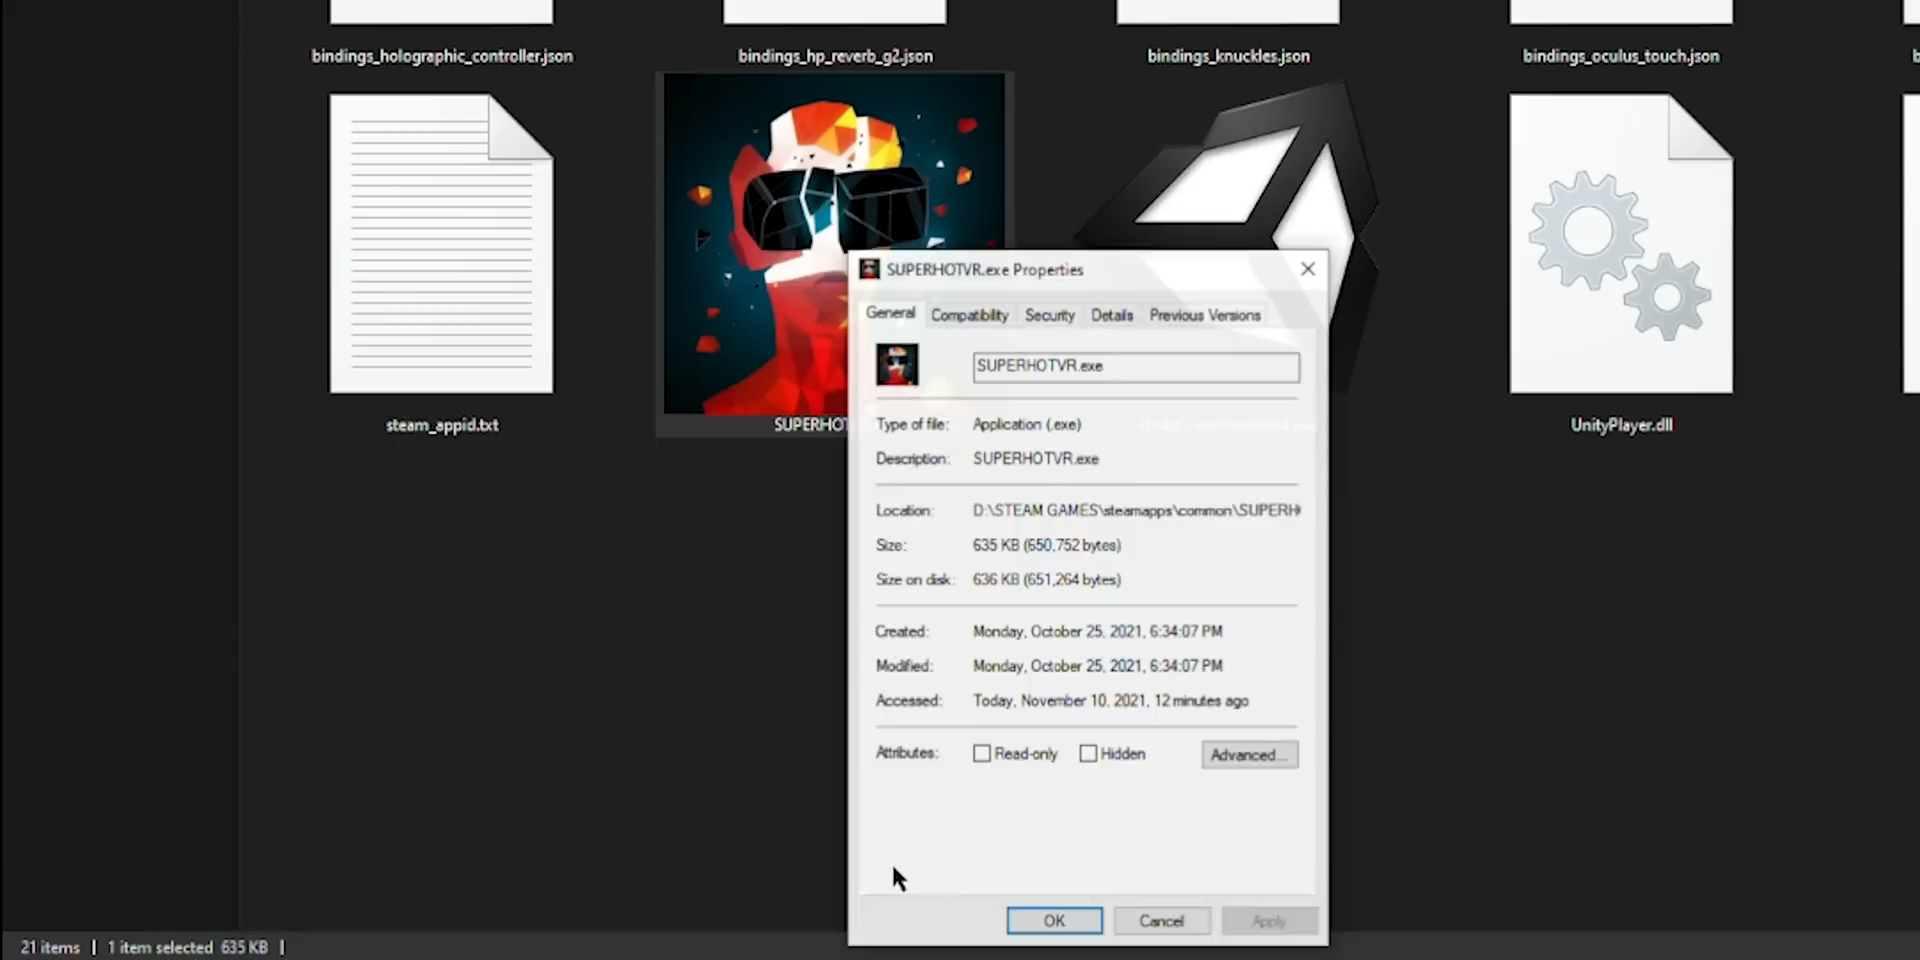 bindings_holographic_controller.json
bindings_hp_reverb_g2.json
bindings_knuckles.json
bindings_oculus_touch.json
steam_appid.txt
SUPERHOT
UnityPlayer.dll
SUPERHOTVR.exe Properties
General
Compatibility
Security
Details
Previous Versions
SUPERHOTVR.exe
Type of file: Application (.exe)
Description: SUPERHOTVR.exe
Location: D:\STEAM GAMES\steamapps\common\SUPERH
Size: 635 KB (650,752 bytes)
Size on disk: 636 KB (651,264 bytes)
Created: Monday, October 25, 2021, 6:34:07 PM
Modified: Monday, October 25, 2021, 6:34:07 PM
Accessed: Today, November 10, 2021, 12 minutes ago
Attributes: Read-only Hidden Advanced...
OK
Cancel
Apply
21 items | 1 item selected 635 KB |